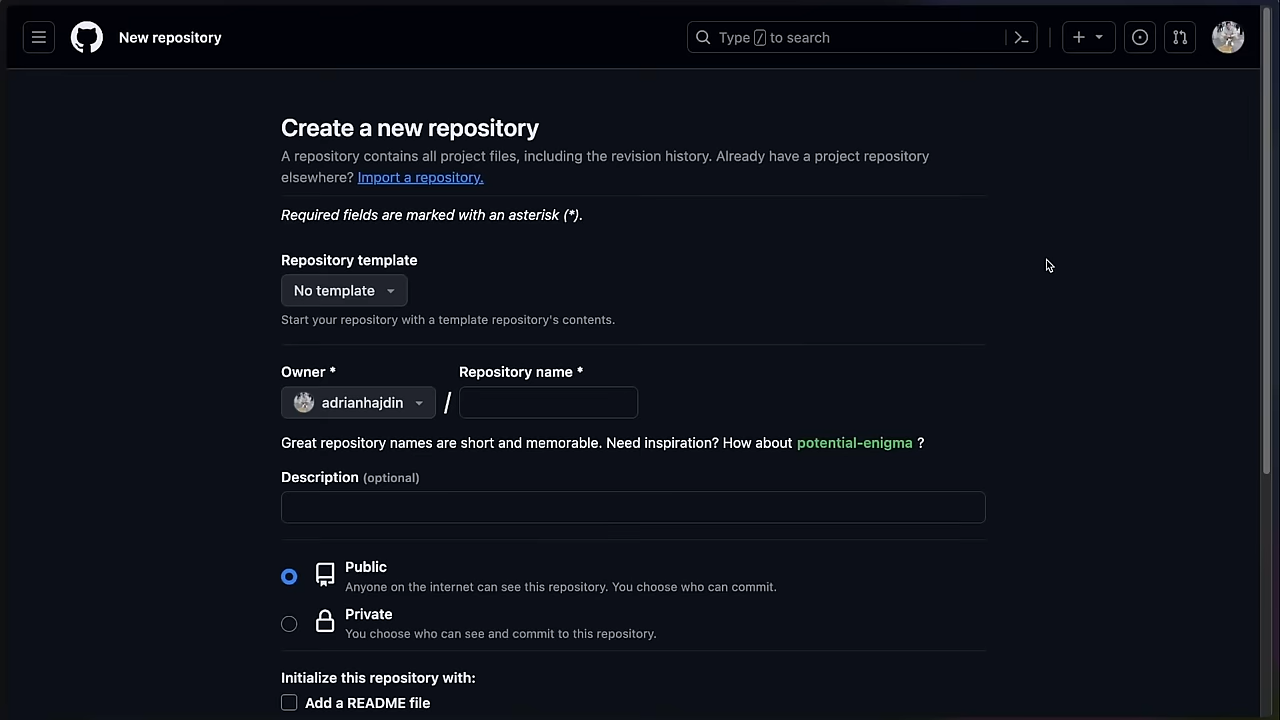 New repository
Type / to search
Create a new repository
A repository contains all project files, including the revision history. Already have a project repository
elsewhere? Import a repository.
Required fields are marked with an asterisk (*).
Repository template
No template
Start your repository with a template repository's contents.
Owner * Repository name *
adrianhajdin /
Great repository names are short and memorable. Need inspiration? How about potential-enigma ?
Description (optional)
Public
Anyone on the internet can see this repository. You choose who can commit.
Private
You choose who can see and commit to this repository.
Initialize this repository with:
Add a README file